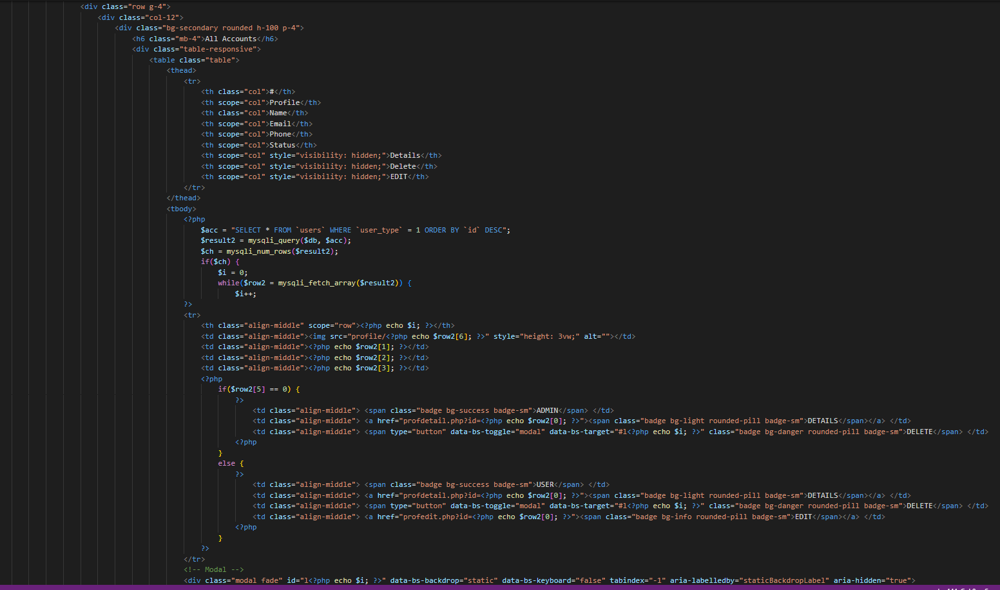 <div class="row g-4">
<div class="col-12">
<div class="bg-secondary rounded h-100 p-4">
<h6 class="mb-4">All Accounts</h6>
<div class="table-responsive">
<table class="table">
<thead>
<tr>
<th class="col">#</th>
<th scope="col">Profile</th>
<th class="col">Name</th>
<th scope="col">Email</th>
<th scope="col">Phone</th>
<th scope="col">Status</th>
<th scope="col" style="visibility: hidden;">Details</th>
<th scope="col" style="visibility: hidden;">Delete</th>
<th scope="col" style="visibility: hidden;">EDIT</th>
</tr>
</thead>
<tbody>
<?php
$acc = "SELECT * FROM `users` WHERE `user_type` = 1 ORDER BY `id` DESC";
$result2 = mysqli_query($db, $acc);
$ch = mysqli_num_rows($result2);
if($ch) {
$i = 0;
while($row2 = mysqli_fetch_array($result2)) {
$i++;
?>
<tr>
<th class="align-middle" scope="row"><?php echo $i; ?></th>
<td class="align-middle"><img src="profile/<?php echo $row2[6]; ?>" style="height: 3vw;" alt=""></td>
<td class="align-middle"><?php echo $row2[1]; ?></td>
<td class="align-middle"><?php echo $row2[2]; ?></td>
<td class="align-middle"><?php echo $row2[3]; ?></td>
<?php
if($row2[5] == 0) {
?>
<td class="align-middle"> <span class="badge bg-success badge-sm">ADMIN</span> </td>
<td class="align-middle"> <a href="profdetail.php?id=<?php echo $row2[0]; ?>"><span class="badge bg-light rounded-pill badge-sm">DETAILS</span></a> </td>
<td class="align-middle"> <span type="button" data-bs-toggle="modal" data-bs-target="#l<?php echo $i; ?>" class="badge bg-danger rounded-pill badge-sm">DELETE</span> </td>
<?php
}
else {
?>
<td class="align-middle"> <span class="badge bg-success badge-sm">USER</span> </td>
<td class="align-middle"> <a href="profdetail.php?id=<?php echo $row2[0]; ?>"><span class="badge bg-light rounded-pill badge-sm">DETAILS</span></a> </td>
<td class="align-middle"> <span type="button" data-bs-toggle="modal" data-bs-target="#l<?php echo $i; ?>" class="badge bg-danger rounded-pill badge-sm">DELETE</span> </td>
<td class="align-middle"> <a href="profedit.php?id=<?php echo $row2[0]; ?>"><span class="badge bg-info rounded-pill badge-sm">EDIT</span></a> </td>
<?php
}
?>
</tr>
<!-- Modal -->
<div class="modal fade" id="l<?php echo $i; ?>" data-bs-backdrop="static" data-bs-keyboard="false" tabindex="-1" aria-labelledby="staticBackdropLabel" aria-hidden="true">